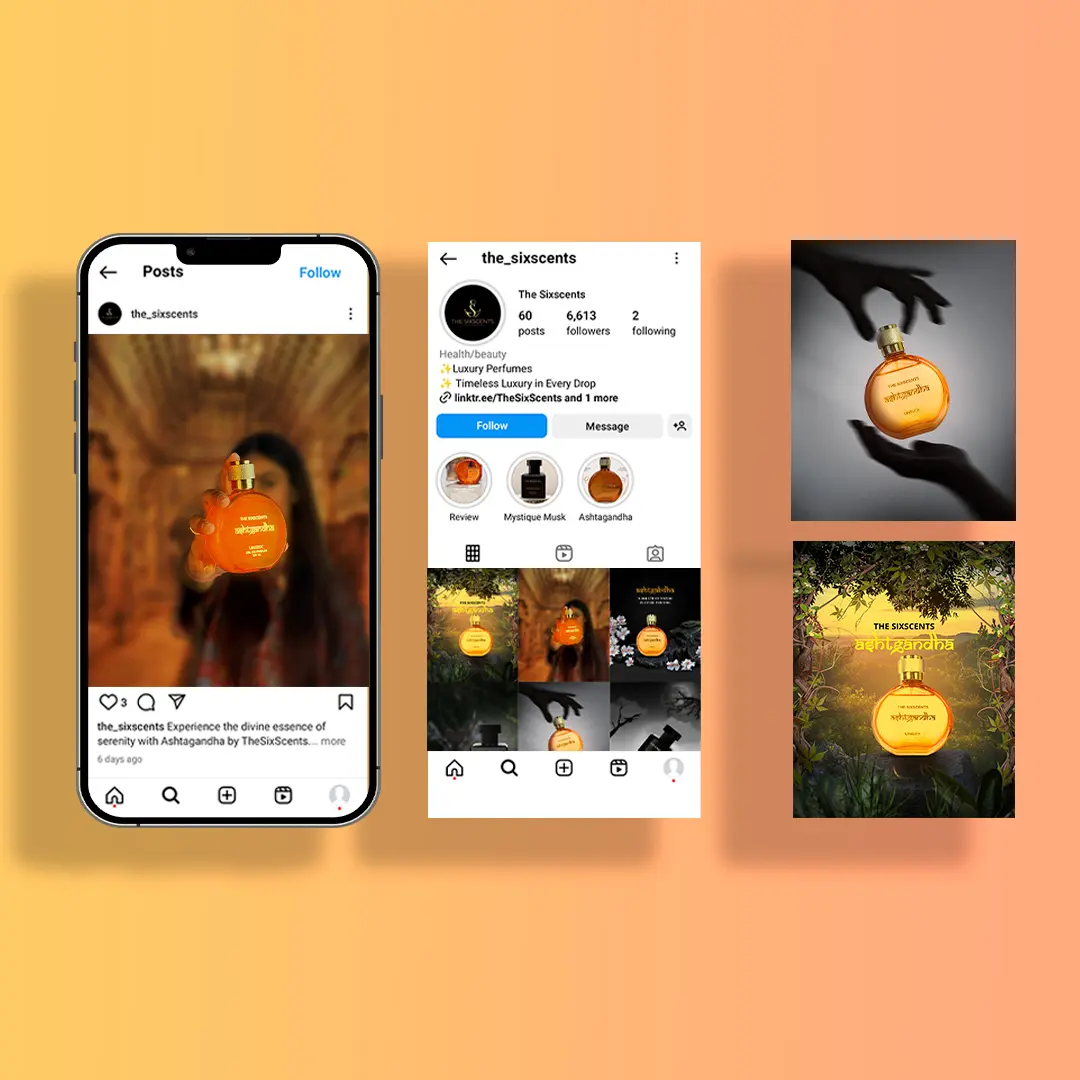 Posts
Follow
the_sixscents
THE SIXSCENTS
ashtgandha
UNISEX
3
the_sixscents Experience the divine essence of
serenity with Ashtagandha by TheSixScents.... more
6 days ago
the_sixscents
THE SIXSCENTS
The Sixscents
60
posts
6,613
followers
2
following
Health/beauty
✨Luxury Perfumes
✨ Timeless Luxury in Every Drop
linktr.ee/TheSixScents and 1 more
Follow
Message
Review
Mystique Musk
Ashtagandha
THE SIXSCENTS
ashtgandha
ashtgandha
THE SIXSCENTS
ashtgandha
UNISEX
THE SIXSCENTS
ashtgandha
THE SIXSCENTS
ashtgandha
UNISEX